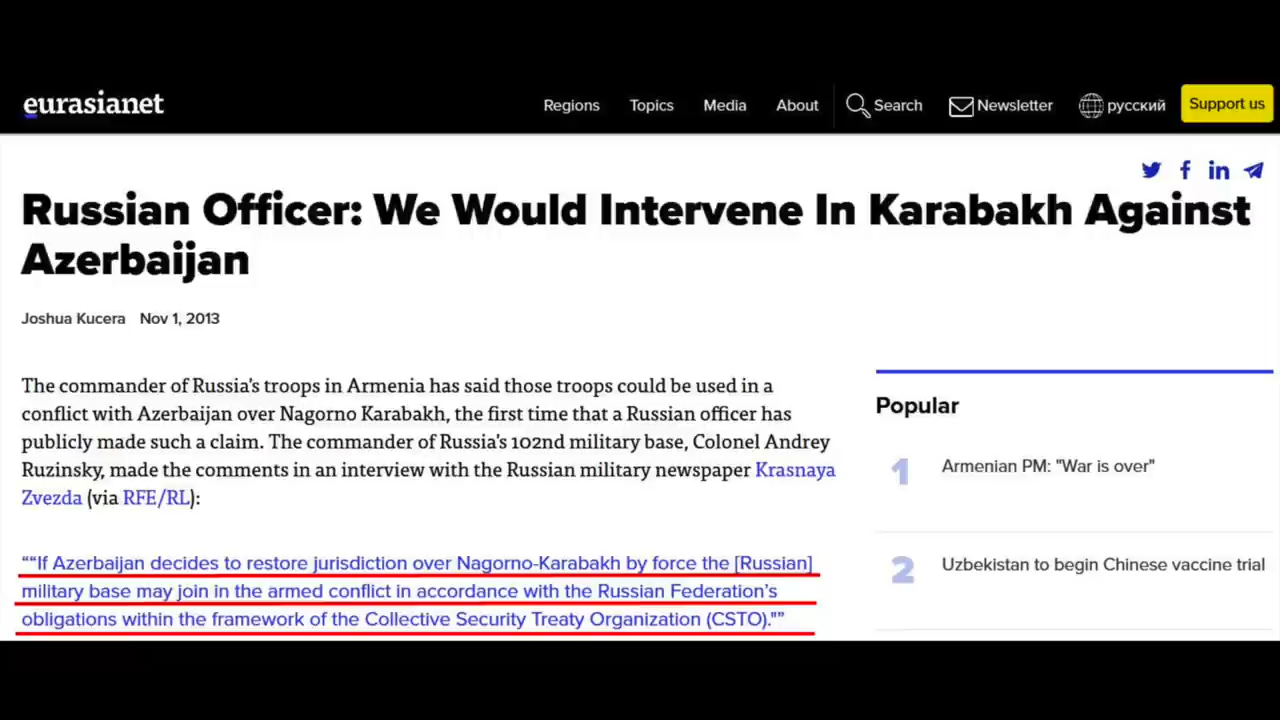 eurasianet
Regions Topics Media About Search Newsletter русский Support us
Russian Officer: We Would Intervene In Karabakh Against
Azerbaijan
Joshua Kucera Nov 1, 2013
The commander of Russia's troops in Armenia has said those troops could be used in a
conflict with Azerbaijan over Nagorno Karabakh, the first time that a Russian officer has
publicly made such a claim. The commander of Russia's 102nd military base, Colonel Andrey
Ruzinsky, made the comments in an interview with the Russian military newspaper Krasnaya
Zvezda (via RFE/RL):
““If Azerbaijan decides to restore jurisdiction over Nagorno-Karabakh by force the [Russian]
military base may join in the armed conflict in accordance with the Russian Federation’s
obligations within the framework of the Collective Security Treaty Organization (CSTO).”"”
Popular
1 Armenian PM: "War is over"
2 Uzbekistan to begin Chinese vaccine trial